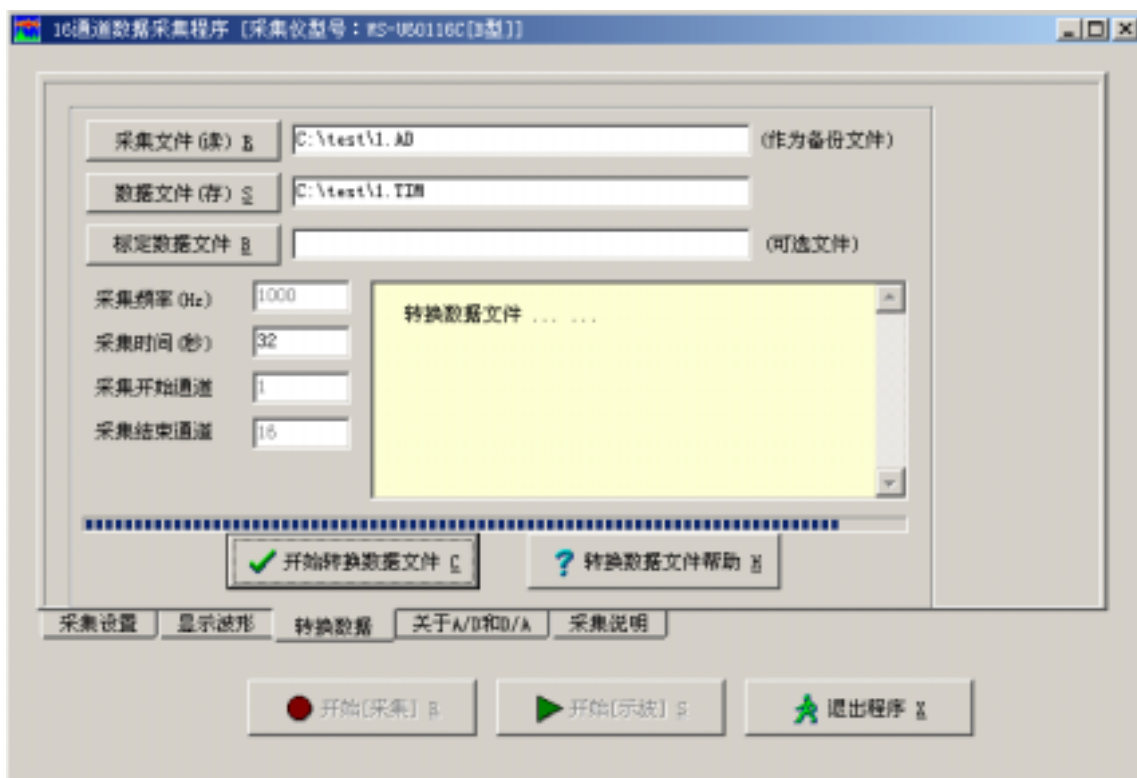 16通道数据采集程序 [采集仪型号：MS-U60116C[B型]]
采集文件(读) R C:\test\1.AD (作为备份文件)
数据文件(存) S C:\test\1.TIM
标定数据文件 B (可选文件)
采集频率(Hz) 1000
转换数据文件 ... ...
采集时间(秒) 32
采集开始通道 1
采集结束通道 16
开始转换数据文件 C 转换数据文件帮助 H
采集设置 显示波形 转换数据 关于A/D和D/A 采集说明
开始[采集] R 开始[示波] S 退出程序 X